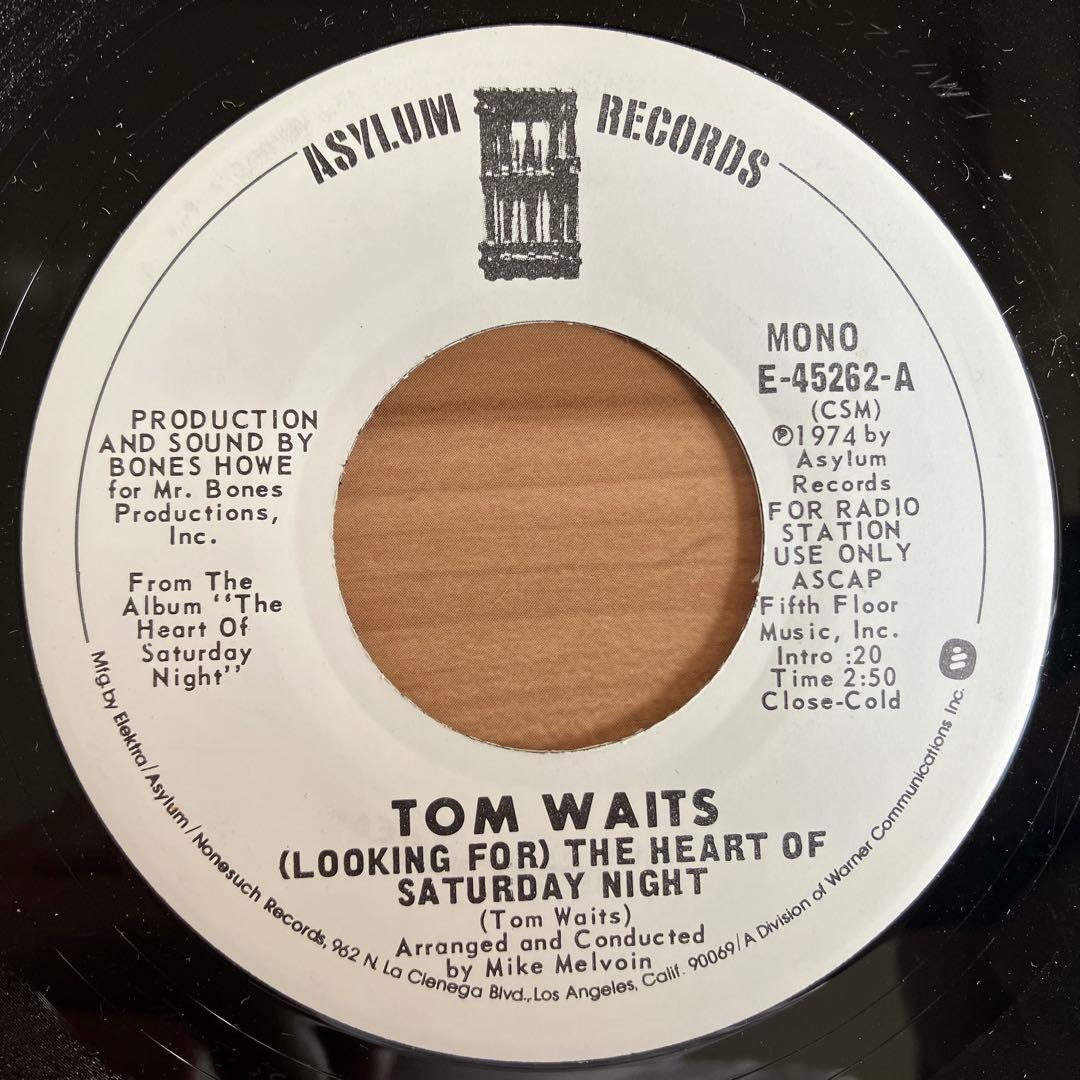 ASYLUM RECORDS
MONO
E-45262-A
(CSM)
℗1974 by
Asylum
Records
FOR RADIO
STATION
USE ONLY
ASCAP
Fifth Floor
Music, Inc.
Intro :20
Time 2:50
Close-Cold
PRODUCTION
AND SOUND BY
BONES HOWE
for Mr. Bones
Productions,
Inc.
From The
Album "The
Heart Of
Saturday
Night"
TOM WAITS
(LOOKING FOR) THE HEART OF
SATURDAY NIGHT
(Tom Waits)
Arranged and Conducted
by Mike Melvoin
Mfg. by Elektra/Asylum/Nonesuch Records, 962 N. La Cienega Blvd., Los Angeles, Calif. 90069/A Division of Warner Communications Inc.